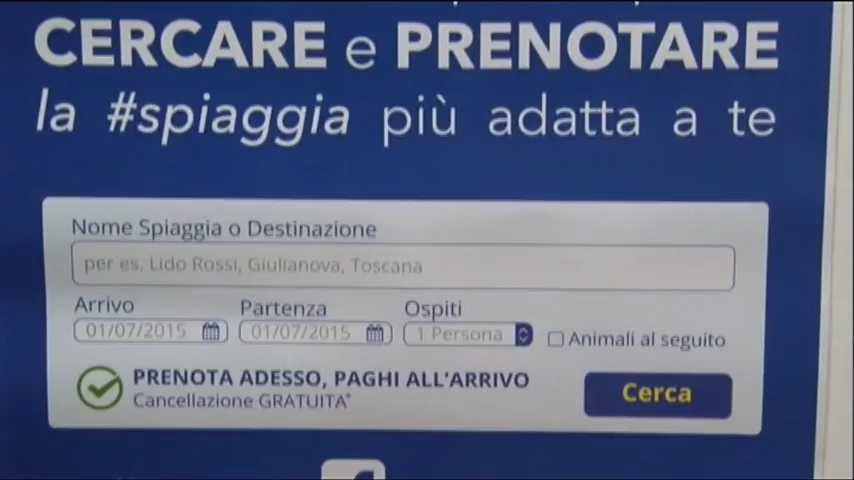 CERCARE e PRENOTARE
la #spiaggia più adatta a te
Nome Spiaggia o Destinazione
per es. Lido Rossi, Giulianova, Toscana
Arrivo Partenza Ospiti
01/07/2015 01/07/2015 1 Persona Animali al seguito
PRENOTA ADESSO, PAGHI ALL'ARRIVO
Cancellazione GRATUITA*
Cerca